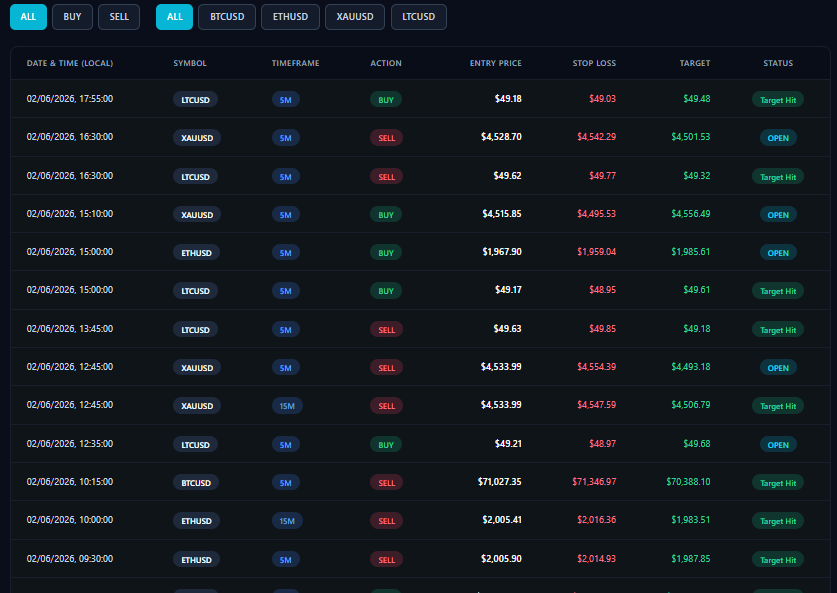 ALL BUY SELL ALL BTCUSD ETHUSD XAUUSD LTCUSD
DATE & TIME (LOCAL) SYMBOL TIMEFRAME ACTION ENTRY PRICE STOP LOSS TARGET STATUS
02/06/2026, 17:55:00 LTCUSD 5M BUY $49.18 $49.03 $49.48 Target Hit
02/06/2026, 16:30:00 XAUUSD 5M SELL $4,528.70 $4,542.29 $4,501.53 OPEN
02/06/2026, 16:30:00 LTCUSD 5M SELL $49.62 $49.77 $49.32 Target Hit
02/06/2026, 15:10:00 XAUUSD 5M BUY $4,515.85 $4,495.53 $4,556.49 OPEN
02/06/2026, 15:00:00 ETHUSD 5M BUY $1,967.90 $1,959.04 $1,985.61 OPEN
02/06/2026, 15:00:00 LTCUSD 5M BUY $49.17 $48.95 $49.61 Target Hit
02/06/2026, 13:45:00 LTCUSD 5M SELL $49.63 $49.85 $49.18 Target Hit
02/06/2026, 12:45:00 XAUUSD 5M SELL $4,533.99 $4,554.39 $4,493.18 OPEN
02/06/2026, 12:45:00 XAUUSD 15M SELL $4,533.99 $4,547.59 $4,506.79 Target Hit
02/06/2026, 12:35:00 LTCUSD 5M BUY $49.21 $48.97 $49.68 OPEN
02/06/2026, 10:15:00 BTCUSD 5M SELL $71,027.35 $71,346.97 $70,388.10 Target Hit
02/06/2026, 10:00:00 ETHUSD 15M SELL $2,005.41 $2,016.36 $1,983.51 Target Hit
02/06/2026, 09:30:00 ETHUSD 5M SELL $2,005.90 $2,014.93 $1,987.85 Target Hit